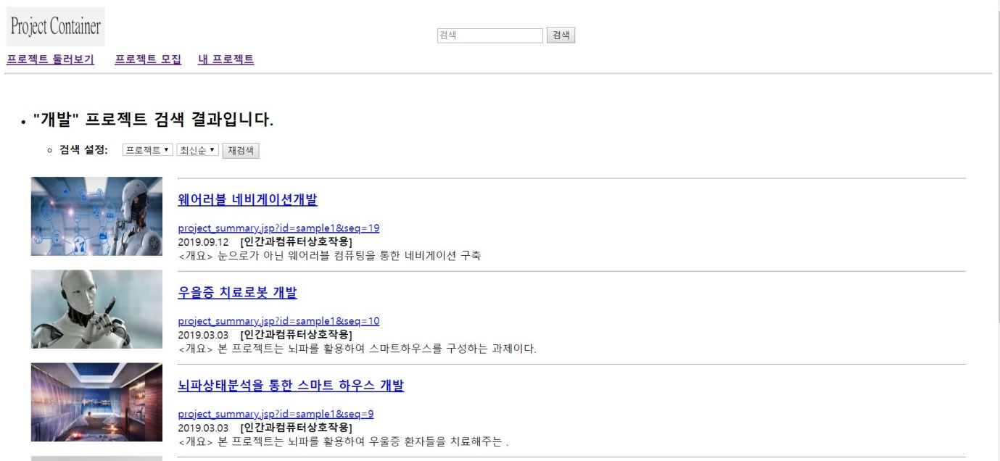 Project Container
검색 검색
프로젝트 둘러보기 프로젝트 모집 내 프로젝트
"개발" 프로젝트 검색 결과입니다.
검색 설정: 프로젝트 최신순 재검색
웨어러블 네비게이션개발
project_summary.jsp?id=sample1&seq=19
2019.09.12 [인간과컴퓨터상호작용]
<개요> 눈으로가 아닌 웨어러블 컴퓨팅을 통한 네비게이션 구축
우울증 치료로봇 개발
project_summary.jsp?id=sample1&seq=10
2019.03.03 [인간과컴퓨터상호작용]
<개요> 본 프로젝트는 뇌파를 활용하여 스마트하우스를 구성하는 과제이다.
뇌파상태분석을 통한 스마트 하우스 개발
project_summary.jsp?id=sample1&seq=9
2019.03.03 [인간과컴퓨터상호작용]
<개요> 본 프로젝트는 뇌파를 활용하여 우울증 환자들을 치료해주는 .